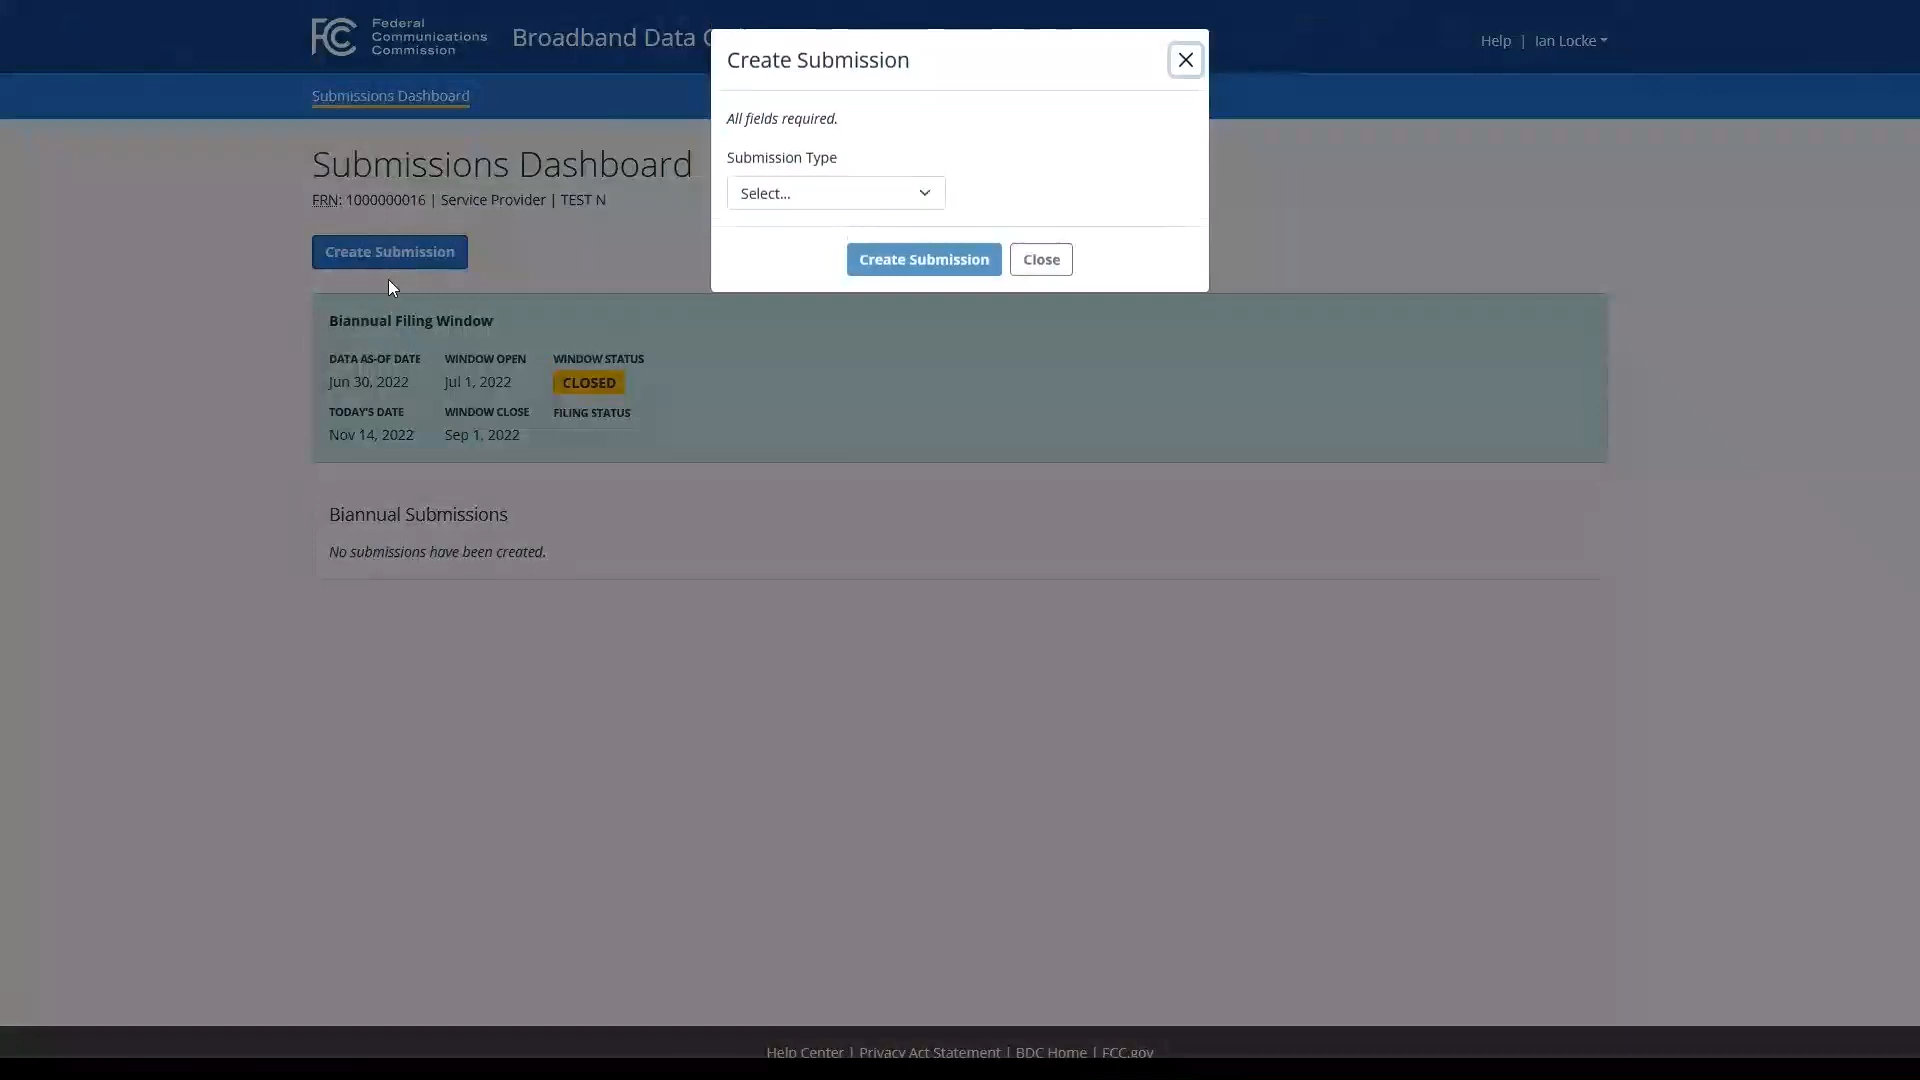 FCC Federal
Communications
Commission
Broadband Data
Help | Ian Locke
Submissions Dashboard
Create Submission
All fields required.
Submission Type
Select...
Create Submission
Close
Submissions Dashboard
FRN: 1000000016 | Service Provider | TEST N
Create Submission
Biannual Filing Window
DATA AS-OF DATE WINDOW OPEN WINDOW STATUS
Jun 30, 2022 Jul 1, 2022 CLOSED
TODAY'S DATE WINDOW CLOSE FILING STATUS
Nov 14, 2022 Sep 1, 2022
Biannual Submissions
No submissions have been created.
Help Center | Privacy Act Statement | BDC Home | FCC.gov